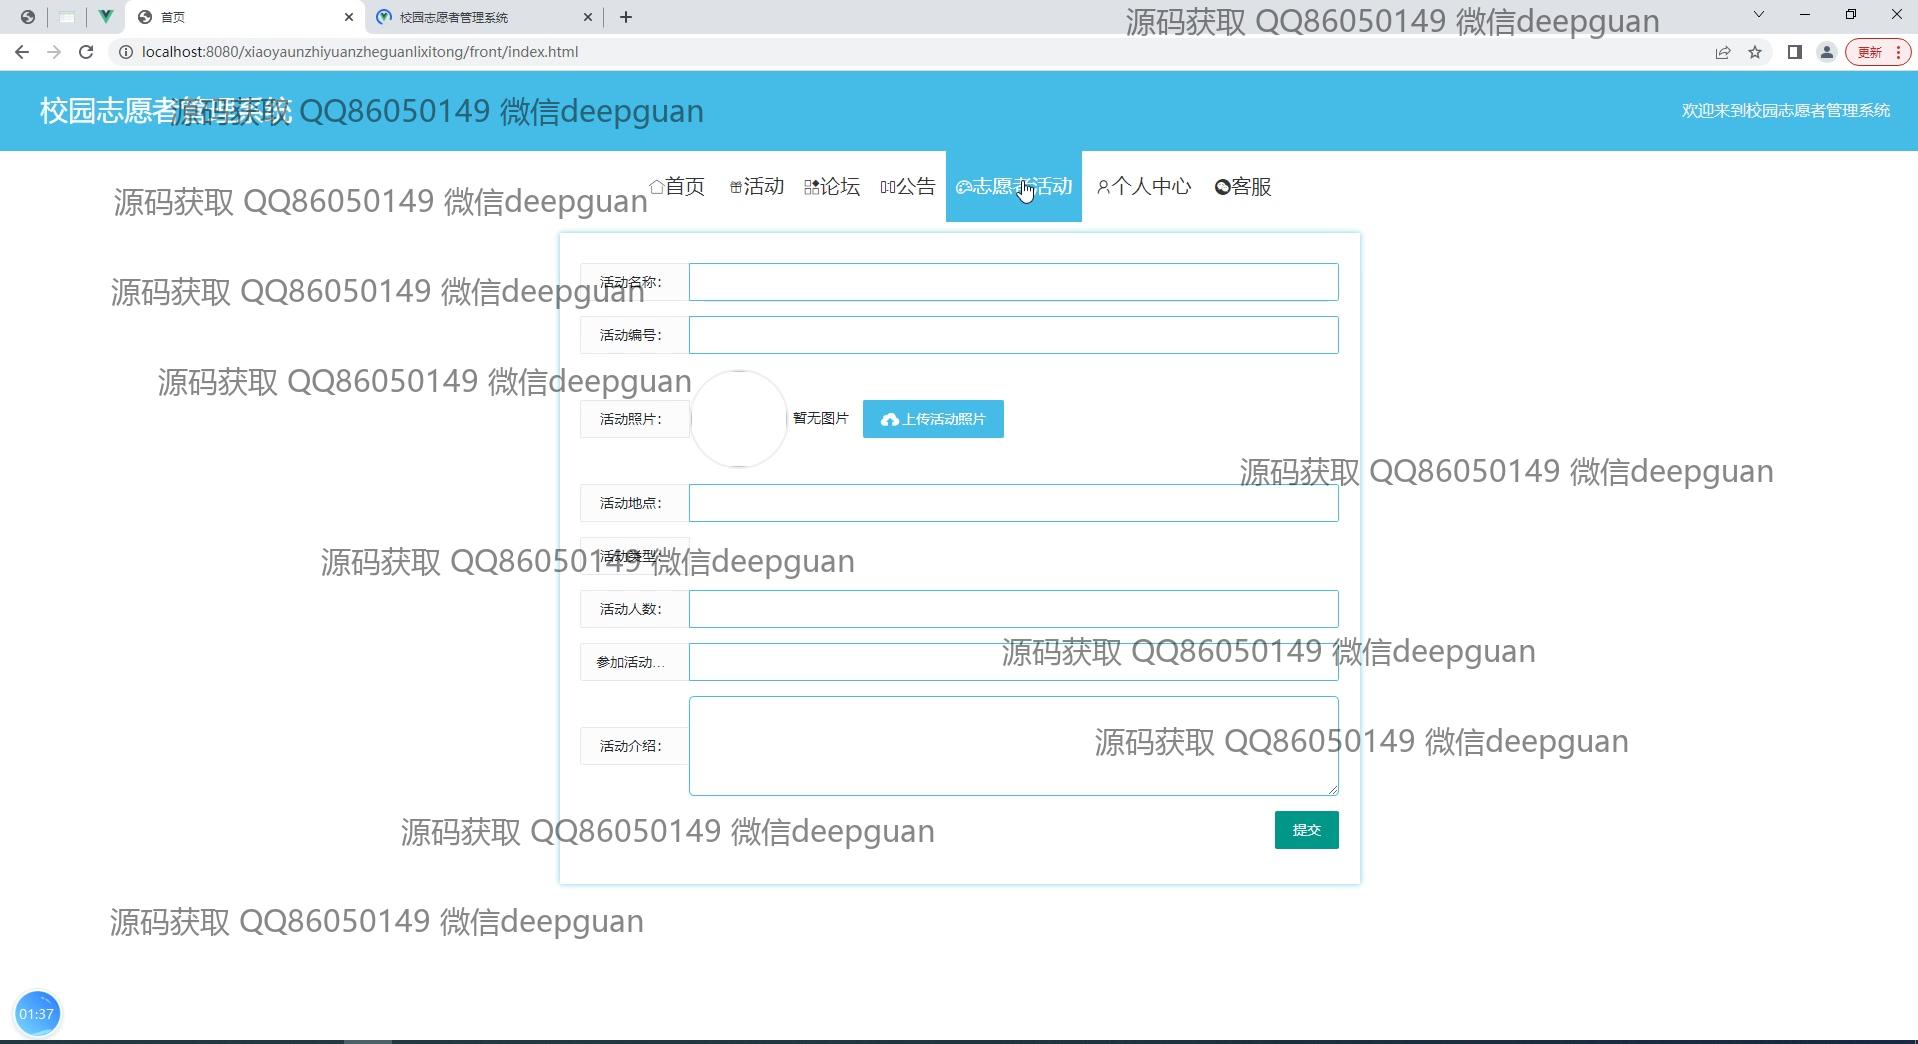 首页
校园志愿者管理系统
源码获取 QQ86050149 微信deepguan
localhost:8080/xiaoyaunzhiyuanzheguanlixitong/front/index.html
更新
校园志愿者管理系统
源码获取 QQ86050149 微信deepguan
欢迎来到校园志愿者管理系统
首页
活动
论坛
公告
志愿者活动
个人中心
客服
源码获取 QQ86050149 微信deepguan
活动名称：
源码获取 QQ86050149 微信deepguan
活动编号：
源码获取 QQ86050149 微信deepguan
活动照片：
暂无图片
上传活动照片
源码获取 QQ86050149 微信deepguan
活动地点：
活动类型：
源码获取 QQ86050149 微信deepguan
活动人数：
参加活动...
源码获取 QQ86050149 微信deepguan
活动介绍：
源码获取 QQ86050149 微信deepguan
提交
源码获取 QQ86050149 微信deepguan
源码获取 QQ86050149 微信deepguan
01:37